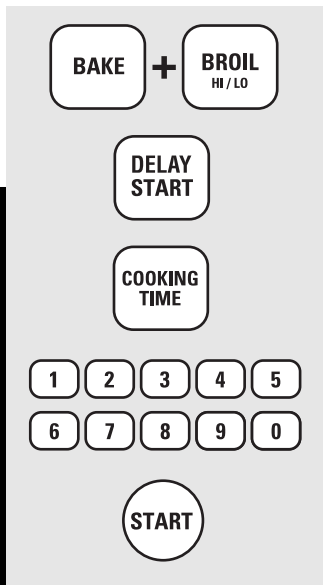 BAKE + BROIL
HI / LO
DELAY
START
COOKING
TIME
1 2 3 4 5
6 7 8 9 0
START